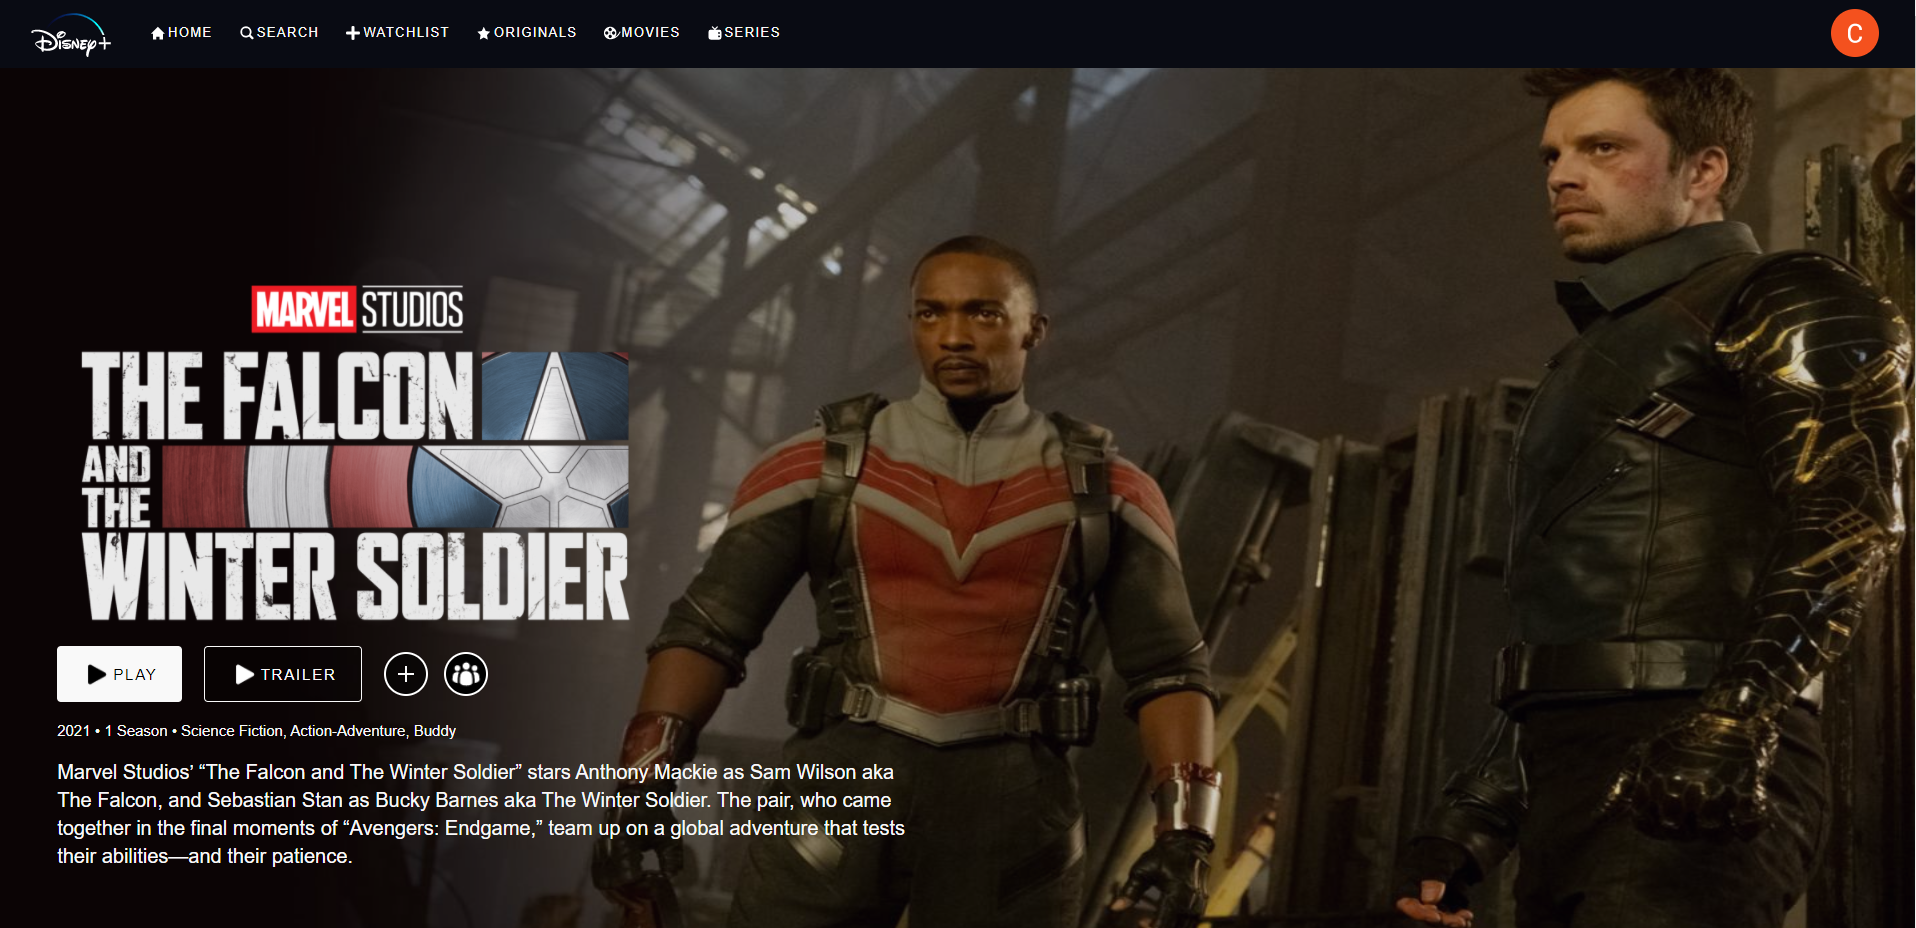 Disney+
HOME
SEARCH
WATCHLIST
ORIGINALS
MOVIES
SERIES
C
MARVEL STUDIOS
THE FALCON
AND
THE
WINTER SOLDIER
PLAY
TRAILER
2021 • 1 Season • Science Fiction, Action-Adventure, Buddy
Marvel Studios’ “The Falcon and The Winter Soldier” stars Anthony Mackie as Sam Wilson aka
The Falcon, and Sebastian Stan as Bucky Barnes aka The Winter Soldier. The pair, who came
together in the final moments of “Avengers: Endgame,” team up on a global adventure that tests
their abilities—and their patience.